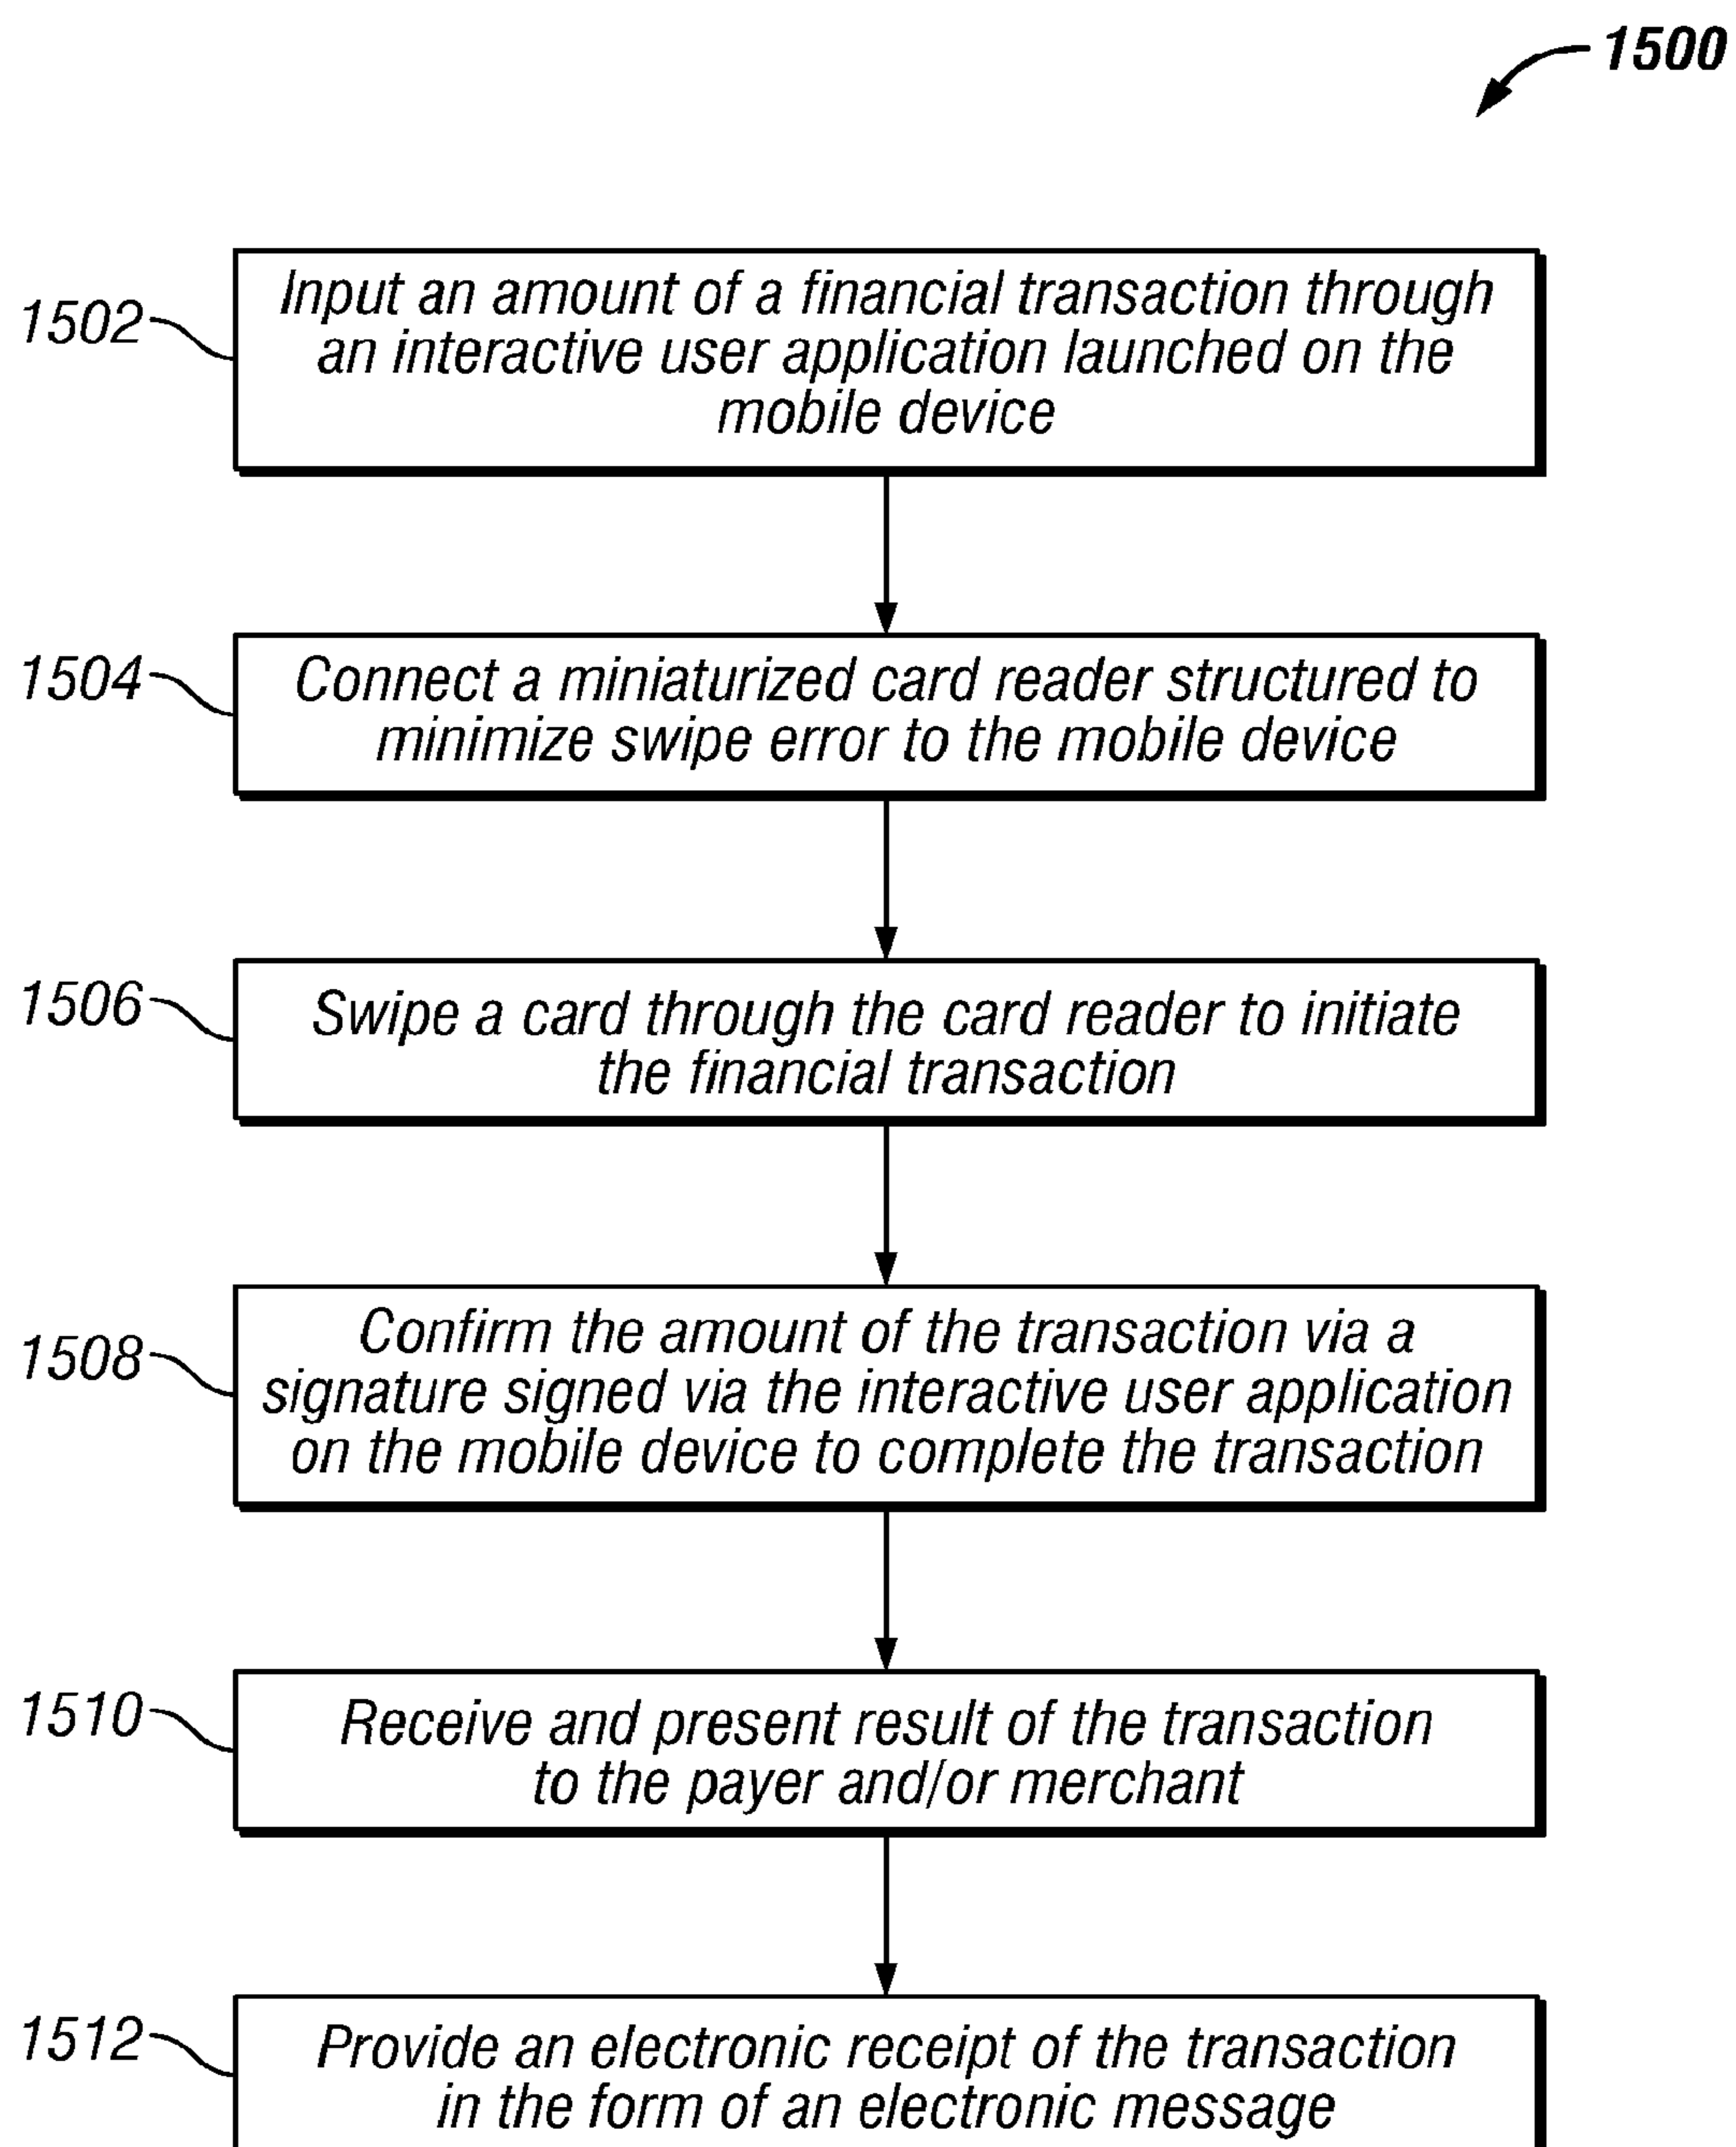 1500
1502
Input an amount of a financial transaction through
an interactive user application launched on the
mobile device
1504
Connect a miniaturized card reader structured to
minimize swipe error to the mobile device
1506
Swipe a card through the card reader to initiate
the financial transaction
1508
Confirm the amount of the transaction via a
signature signed via the interactive user application
on the mobile device to complete the transaction
1510
Receive and present result of the transaction
to the payer and/or merchant
1512
Provide an electronic receipt of the transaction
in the form of an electronic message